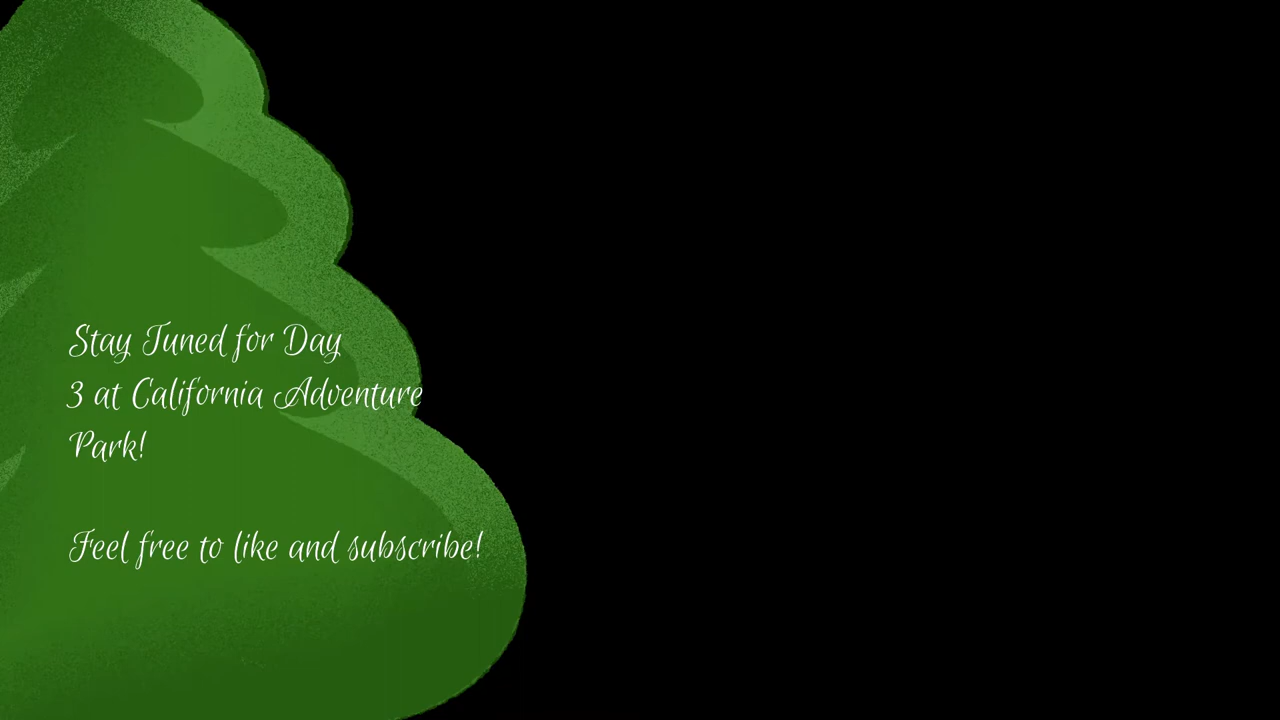 Stay Tuned for Day
3 at California Adventure
Park!
Feel free to like and subscribe!